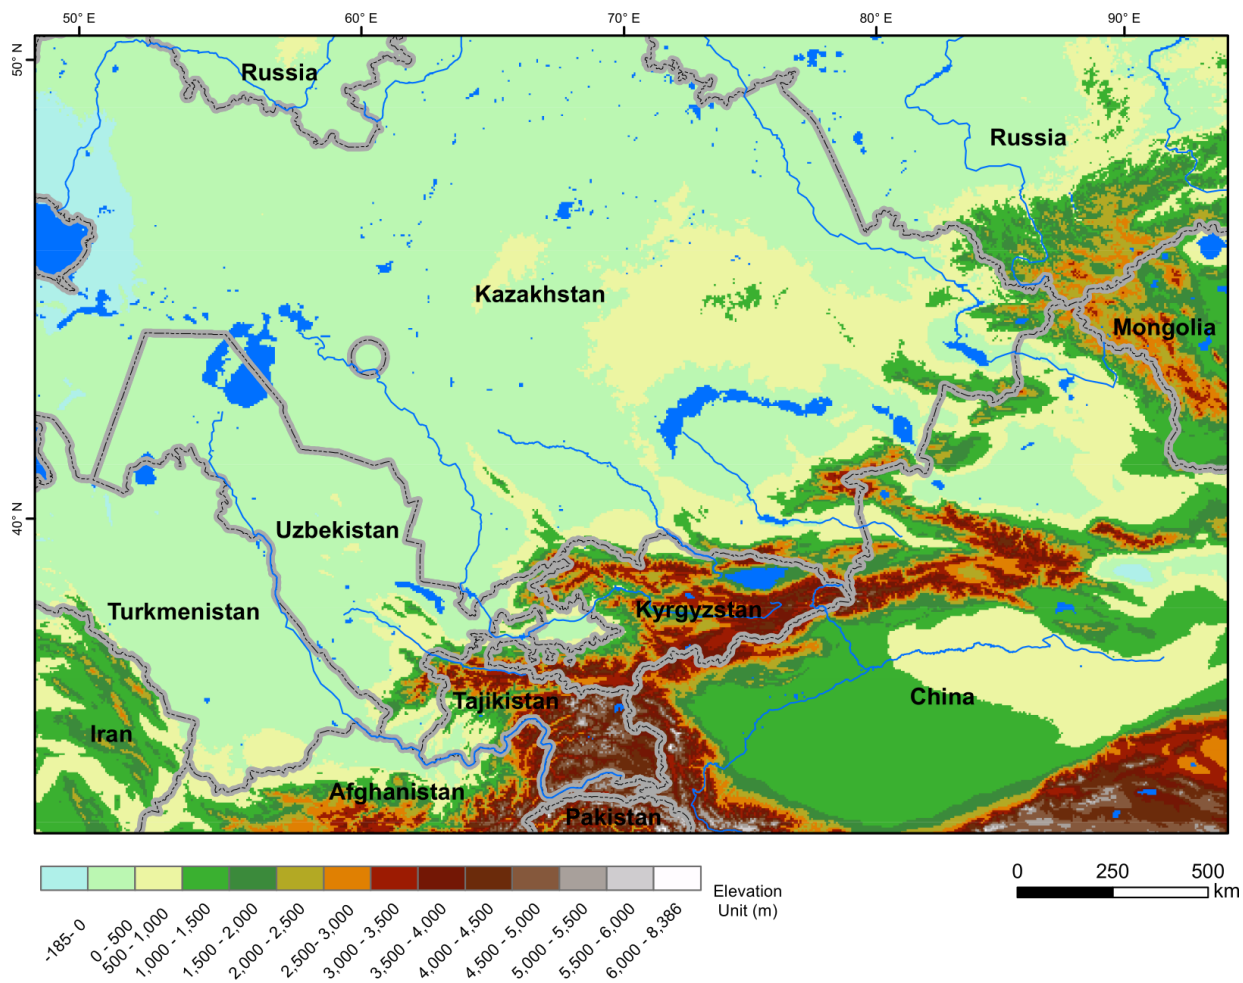 50° E
60° E
70° E
80° E
90° E
50° N
40° N
Russia
Russia
Kazakhstan
Mongolia
Uzbekistan
Turkmenistan
Kyrgyzstan
Tajikistan
China
Iran
Afghanistan
Pakistan
-185- 0
0 - 500
500 - 1,000
1,000 - 1,500
1,500 - 2,000
2,000 - 2,500
2,500- 3,000
3,000 - 3,500
3,500 - 4,000
4,000 - 4,500
4,500 - 5,000
5,000 - 5,500
5,500 - 6,000
6,000 - 8,386
Elevation
Unit (m)
0 250 500
km